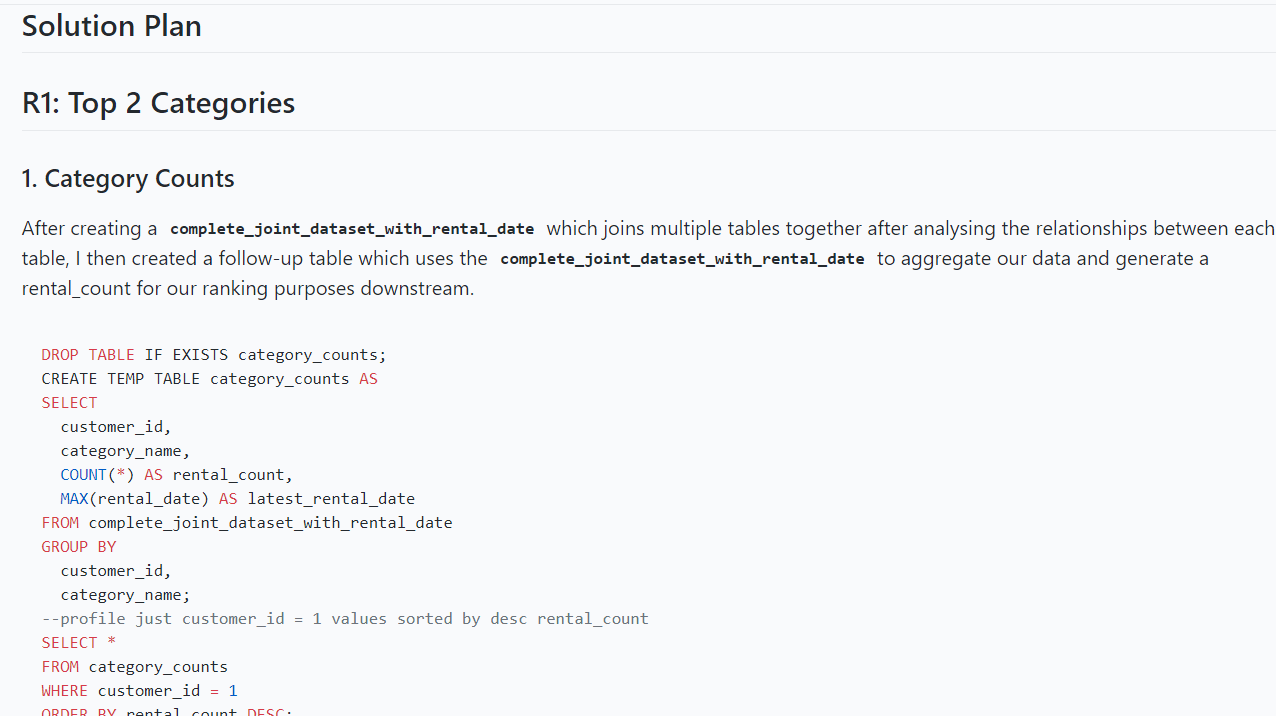 Solution Plan
R1: Top 2 Categories
1. Category Counts
After creating a complete_joint_dataset_with_rental_date which joins multiple tables together after analysing the relationships between each
table, I then created a follow-up table which uses the complete_joint_dataset_with_rental_date to aggregate our data and generate a
rental_count for our ranking purposes downstream.
DROP TABLE IF EXISTS category_counts;
CREATE TEMP TABLE category_counts AS
SELECT
customer_id,
category_name,
COUNT(*) AS rental_count,
MAX(rental_date) AS latest_rental_date
FROM complete_joint_dataset_with_rental_date
GROUP BY
customer_id,
category_name;
--profile just customer_id = 1 values sorted by desc rental_count
SELECT *
FROM category_counts
WHERE customer_id = 1
ORDER BY rental_count DESC;